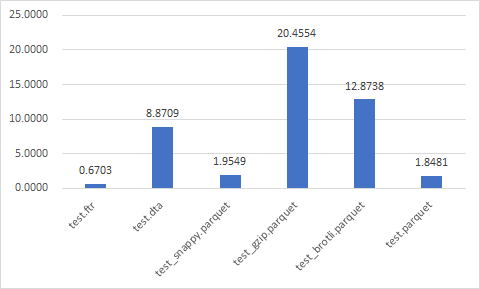 25.0000
20.0000
15.0000
10.0000
5.0000
0.0000
0.6703
8.8709
1.9549
20.4554
12.8738
1.8481
test.ftr
test.dta
test_snappy.parquet
test_gzip.parquet
test_brotli.parquet
test.parquet